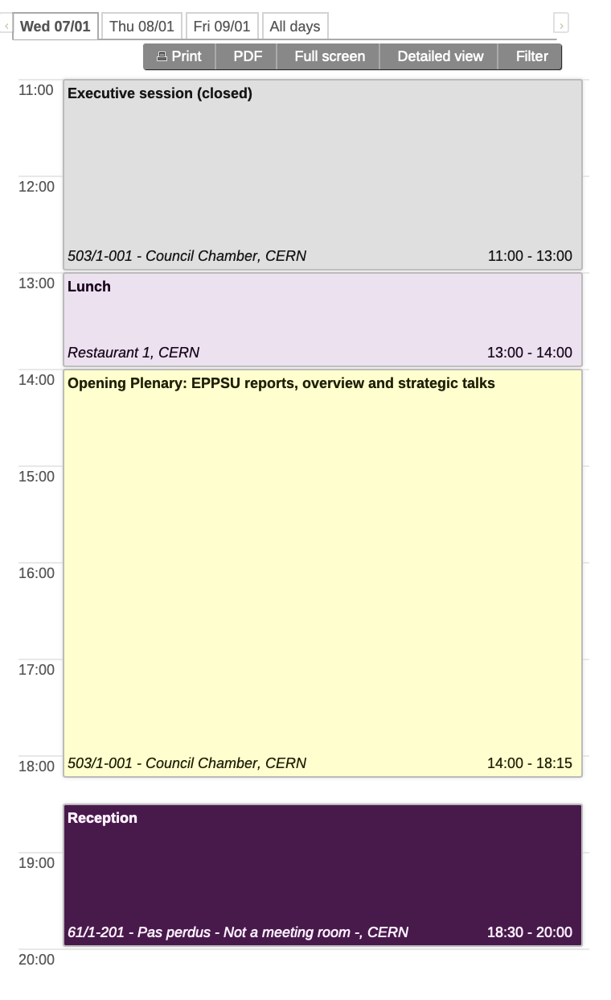 ‹ Wed 07/01 Thu 08/01 Fri 09/01 All days ›
Print PDF Full screen Detailed view Filter
11:00
Executive session (closed)
12:00
503/1-001 - Council Chamber, CERN 11:00 - 13:00
13:00
Lunch
Restaurant 1, CERN 13:00 - 14:00
14:00
Opening Plenary: EPPSU reports, overview and strategic talks
15:00
16:00
17:00
18:00
503/1-001 - Council Chamber, CERN 14:00 - 18:15
Reception
19:00
61/1-201 - Pas perdus - Not a meeting room -, CERN 18:30 - 20:00
20:00